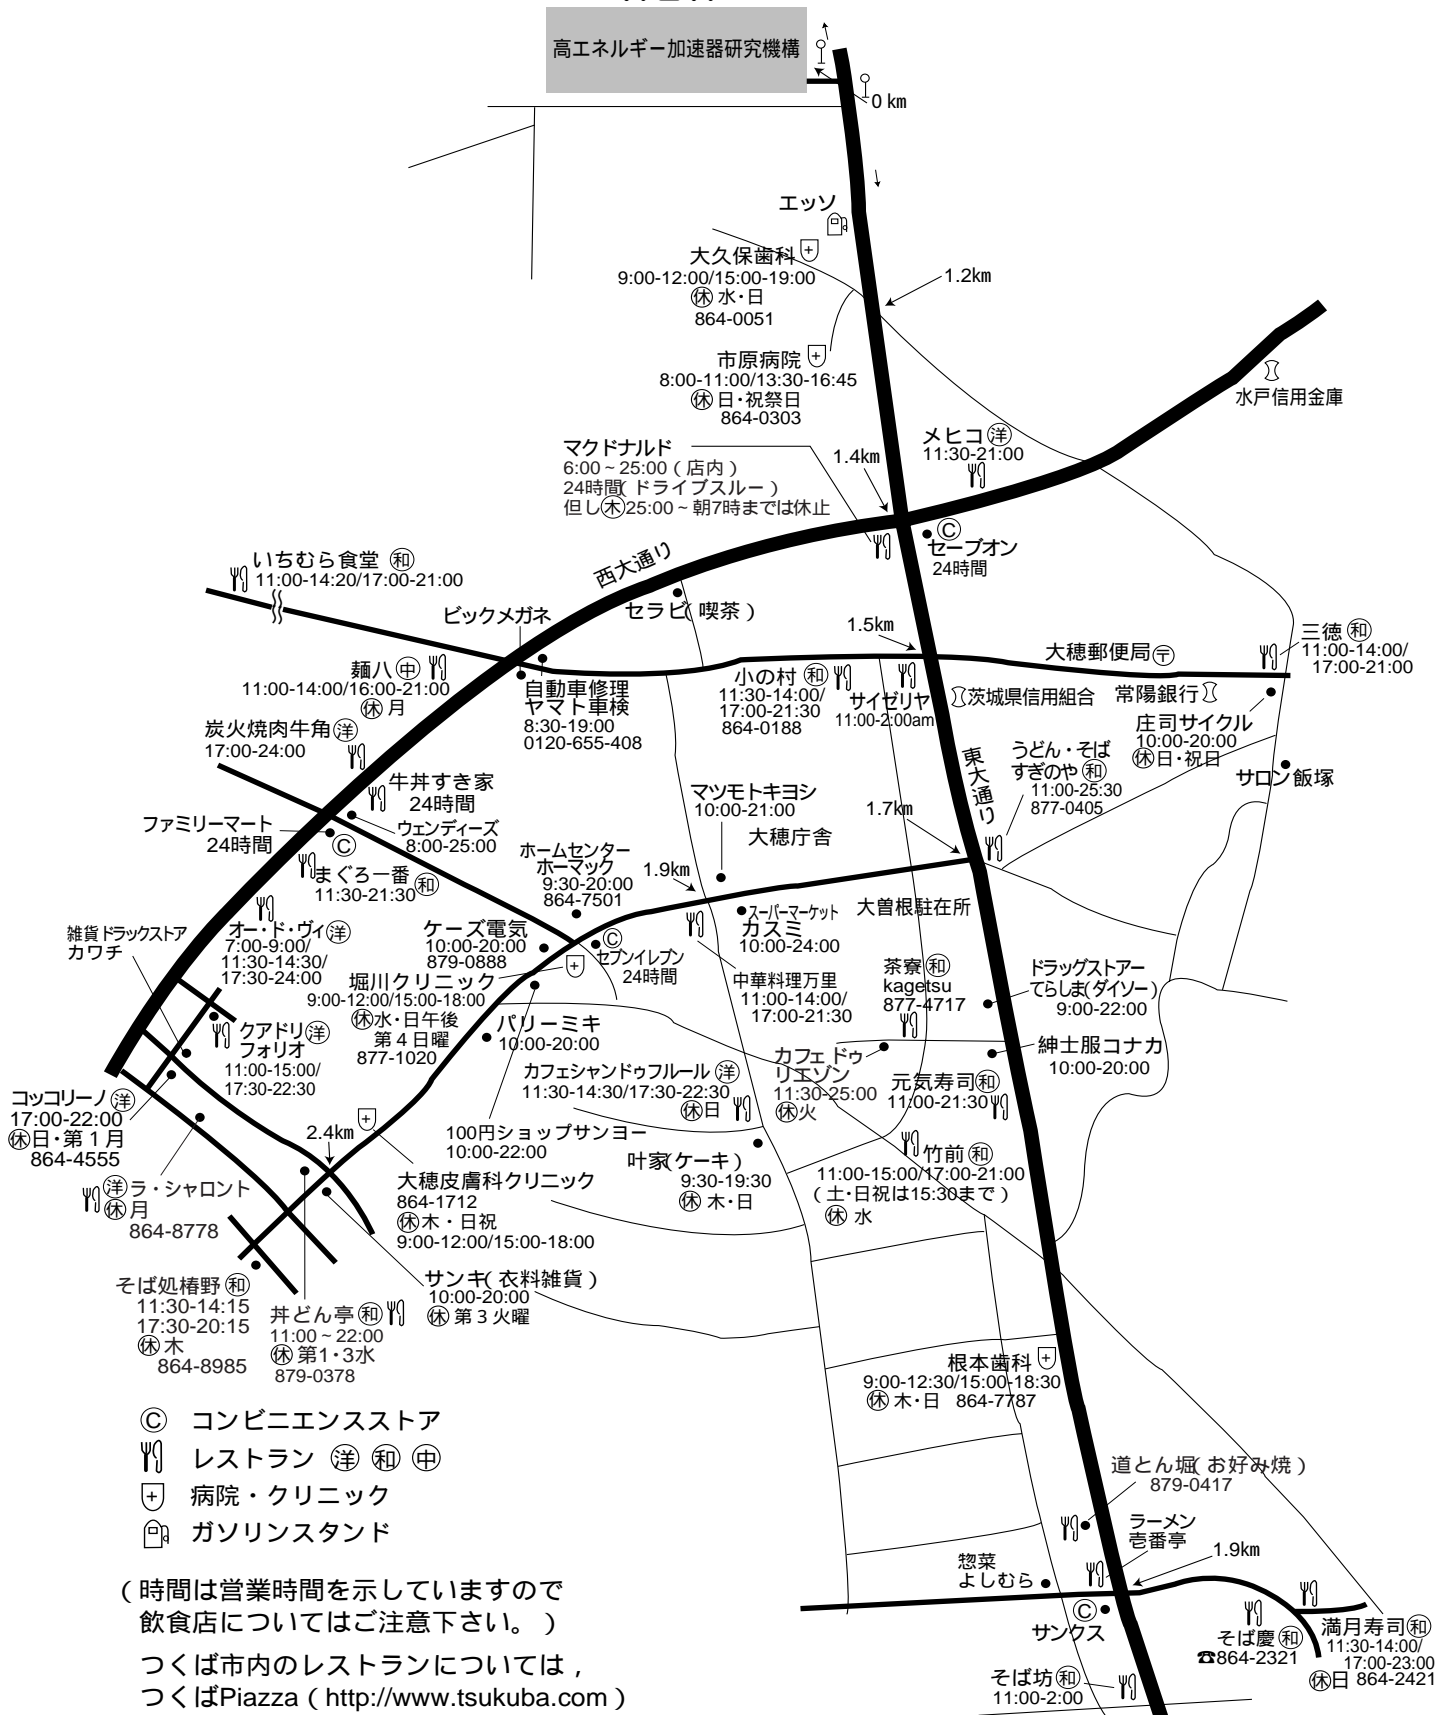 高エネルギー加速器研究機構
0 km
エッソ
大久保歯科
9:00-12:00/15:00-19:00
休 水・日
864-0051
1.2km
市原病院
8:00-11:00/13:30-16:45
休 日・祝祭日
864-0303
水戸信用金庫
マクドナルド
6:00～25:00（店内）
24時間（ドライブスルー）
但し木25:00～朝7時までは休止
1.4km
メヒコ 洋
11:30-21:00
C
セーブオン
24時間
いちむら食堂 和
11:00-14:20/17:00-21:00
西大通り
セラビ（喫茶）
ビックメガネ
1.5km
大穂郵便局 〒
三徳 和
11:00-14:00/
17:00-21:00
麺八 中
11:00-14:00/16:00-21:00
休 月
自動車修理
ヤマト車検
8:30-19:00
0120-655-408
小の村 和
11:30-14:00/
17:00-21:30
864-0188
サイゼリヤ
11:00-2:00am
茨城県信用組合
常陽銀行
庄司サイクル
10:00-20:00
休 日・祝日
サロン飯塚
炭火焼肉牛角 洋
17:00-24:00
牛丼すき家
24時間
ウェンディーズ
8:00-25:00
ファミリーマート
24時間
C
まぐろ一番 和
11:30-21:30
マツモトキヨシ
10:00-21:00
大穂庁舎
東大通り
うどん・そば
すぎのや 和
11:00-25:30
877-0405
1.7km
ホームセンター
ホーマック
9:30-20:00
864-7501
1.9km
オー・ド・ヴィ 洋
7:00-9:00/
11:30-14:30/
17:30-24:00
雑貨ドラックストア
カワチ
ケーズ電気
10:00-20:00
879-0888
C
セブンイレブン
24時間
スーパーマーケット
カスミ
10:00-24:00
大曽根駐在所
中華料理万里
11:00-14:00/
17:00-21:30
茶寮 和
kagetsu
877-4717
ドラッグストアー
てらしま（ダイソー）
9:00-22:00
堀川クリニック
9:00-12:00/15:00-18:00
休 水・日午後
第４日曜
877-1020
パリーミキ
10:00-20:00
クアドリ 洋
フォリオ
11:00-15:00/
17:30-22:30
カフェ ドゥ
リエゾン
11:30-25:00
休 火
紳士服コナカ
10:00-20:00
元気寿司 和
11:00-21:30
カフェシャンドゥフルール 洋
11:30-14:30/17:30-22:30
休 日
コッコリーノ 洋
17:00-22:00
休 日・第１月
864-4555
2.4km
100円ショップサンヨー
10:00-22:00
叶家（ケーキ）
9:30-19:30
休 木・日
竹前 和
11:00-15:00/17:00-21:00
（土・日祝は15:30まで）
休 水
洋 ラ・シャロント
休 月
864-8778
大穂皮膚科クリニック
864-1712
休 木・日祝
9:00-12:00/15:00-18:00
そば処椿野 和
11:30-14:15
17:30-20:15
休 木
864-8985
丼どん亭 和
11:00～22:00
休 第1・3水
879-0378
サンキ（衣料雑貨）
10:00-20:00
休 第３火曜
根本歯科
9:00-12:30/15:00-18:30
休 木・日 864-7787
C コンビニエンスストア
レストラン 洋 和 中
病院・クリニック
ガソリンスタンド
道とん堀（お好み焼）
879-0417
ラーメン
壱番亭
1.9km
惣菜
よしむら
C
サンクス
そば慶 和
☎864-2321
満月寿司 和
11:30-14:00/
17:00-23:00
休日 864-2421
そば坊 和
11:00-2:00
（時間は営業時間を示していますので
飲食店についてはご注意下さい。）
つくば市内のレストランについては，
つくばPiazza（http://www.tsukuba.com）